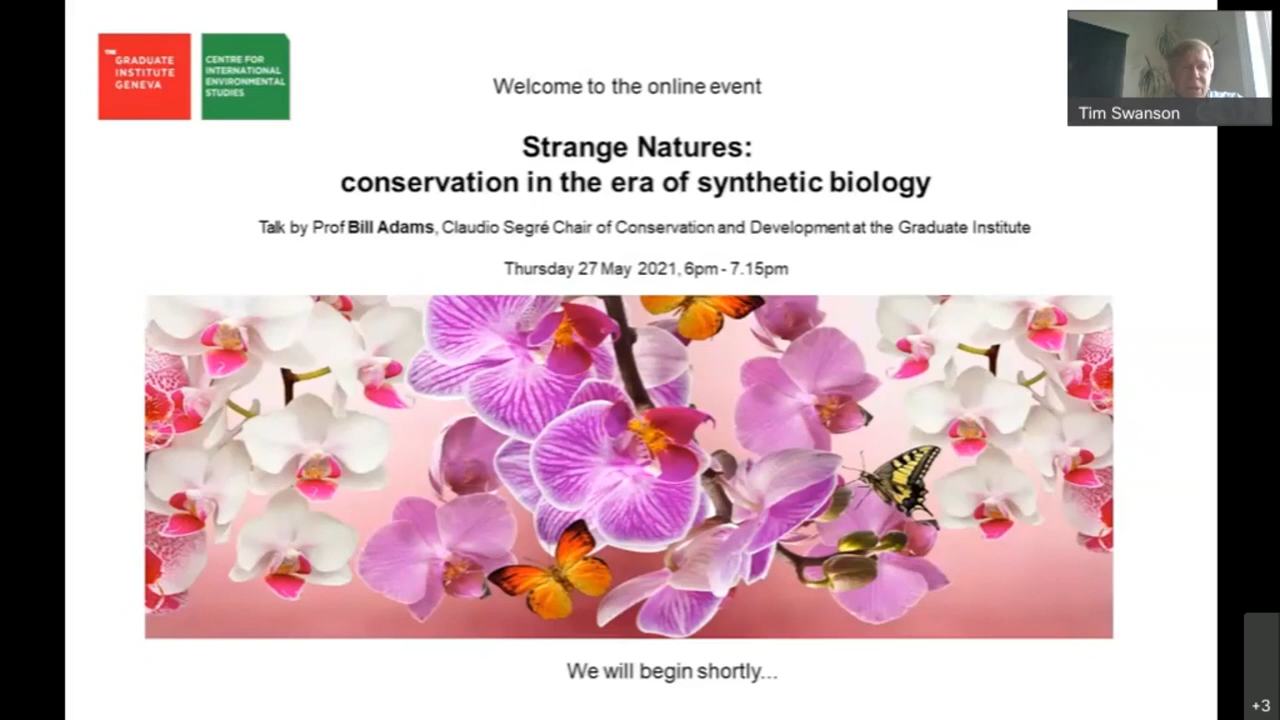 THE
GRADUATE
INSTITUTE
GENEVA
CENTRE FOR
INTERNATIONAL
ENVIRONMENTAL
STUDIES
Welcome to the online event
Tim Swanson
Strange Natures:
conservation in the era of synthetic biology
Talk by Prof Bill Adams, Claudio Segré Chair of Conservation and Development at the Graduate Institute
Thursday 27 May 2021, 6pm - 7.15pm
We will begin shortly...
+3